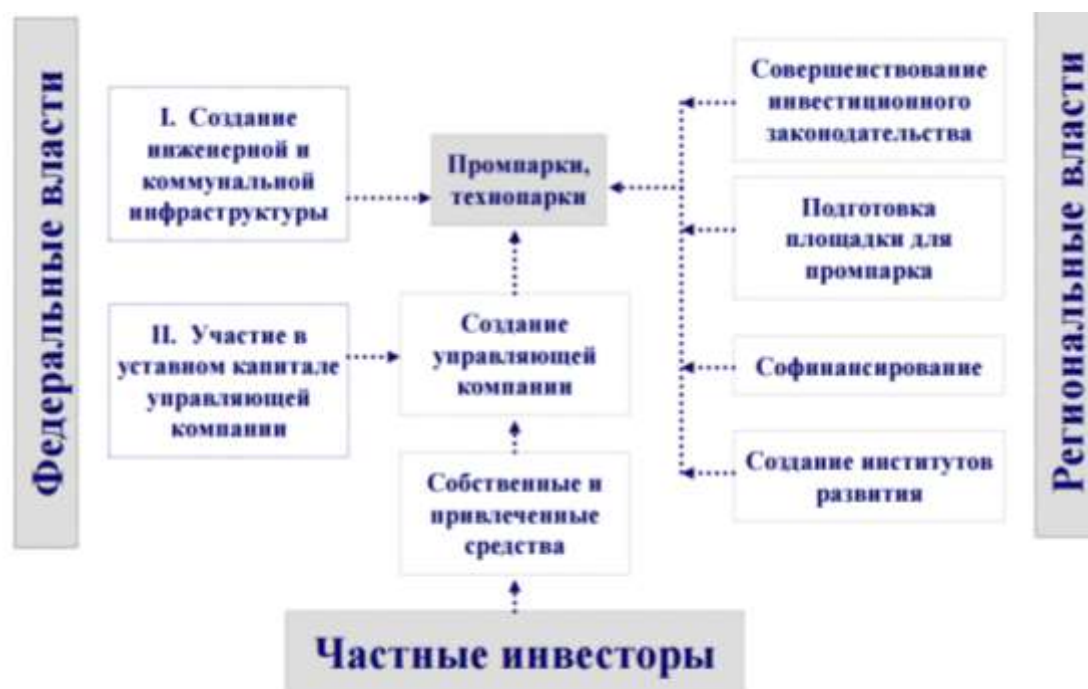 Федеральные власти
I. Создание
инженерной и
коммунальной
инфраструктуры
II. Участие в
уставном капитале
управляющей
компании
Промпарки,
технопарки
Создание
управляющей
компании
Собственные и
привлеченные
средства
Частные инвесторы
Совершенствование
инвестиционного
законодательства
Подготовка
площадки для
промпарка
Софинансирование
Создание институтов
развития
Региональные власти